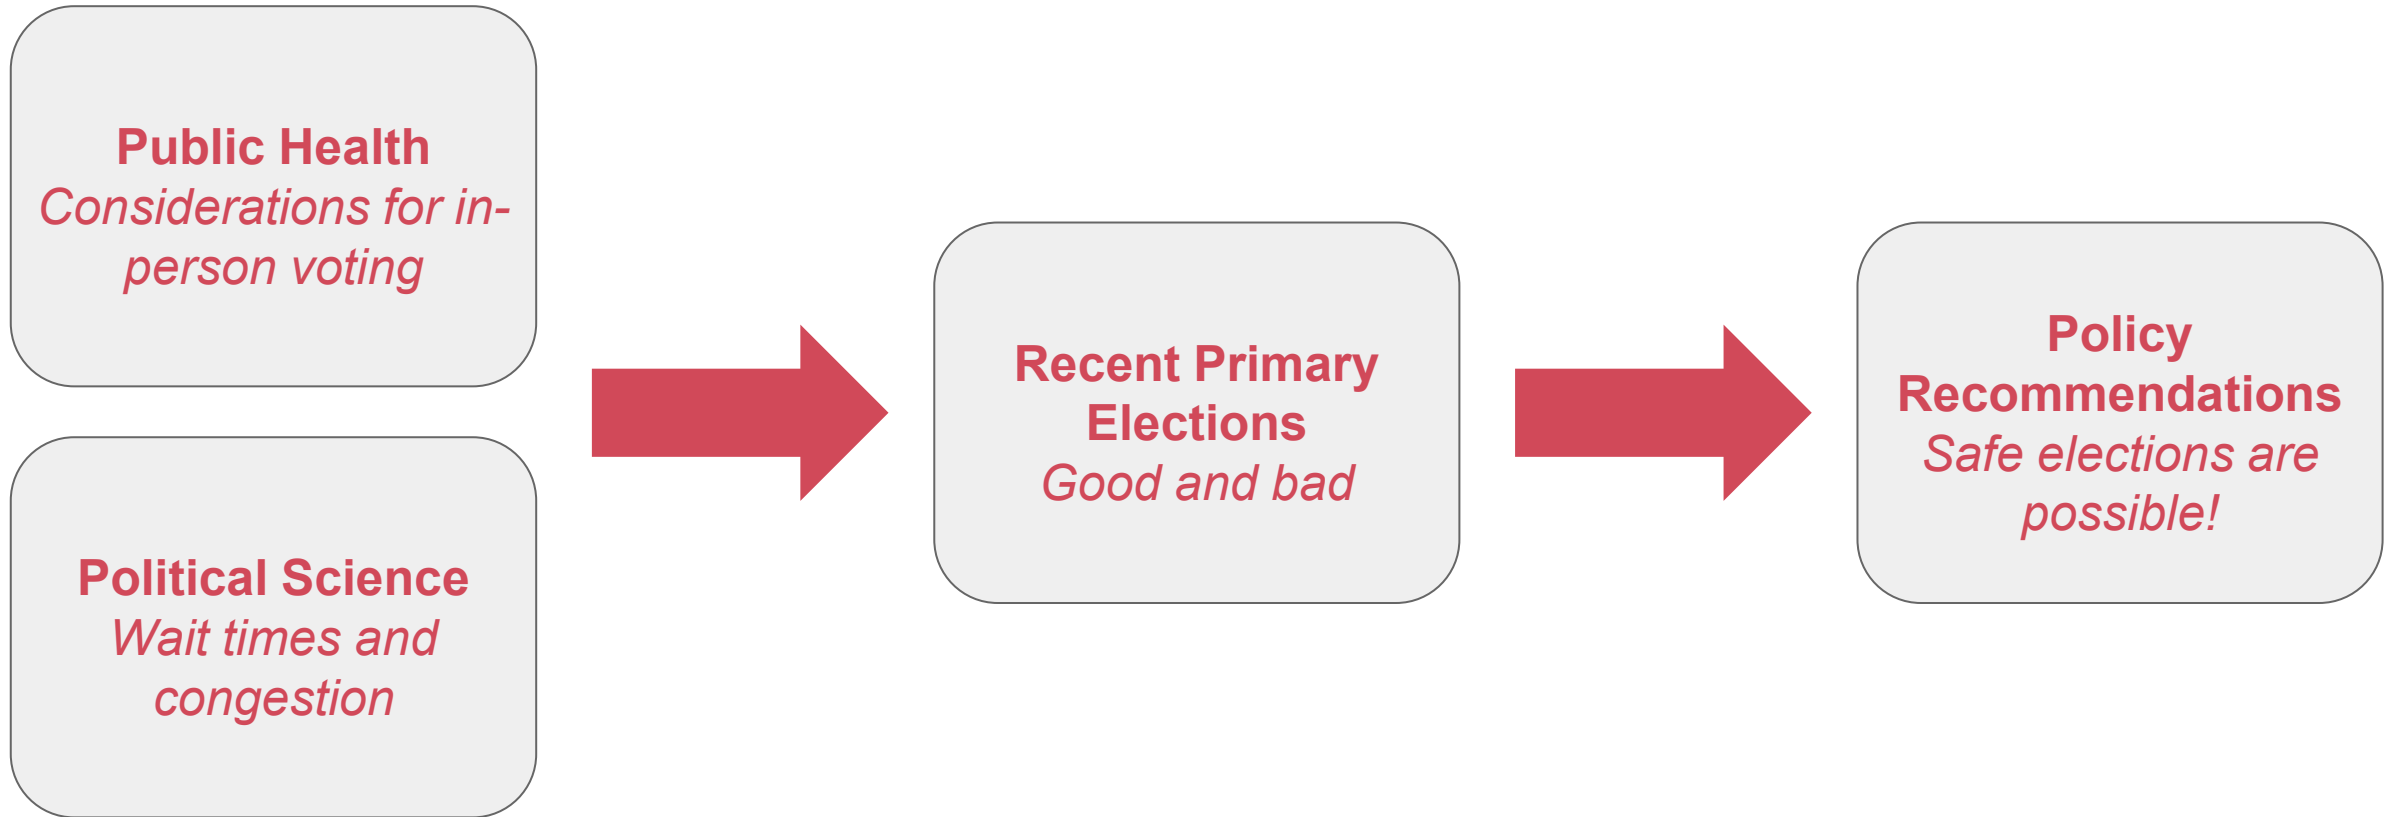 Public Health
Considerations for in-
person voting
Political Science
Wait times and
congestion
Recent Primary
Elections
Good and bad
Policy
Recommendations
Safe elections are
possible!